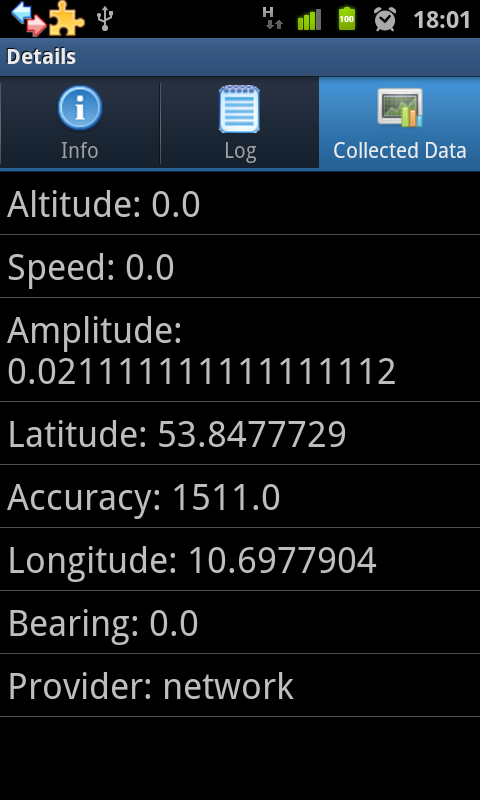 H
100
18:01
Details
Info
Log
Collected Data
Altitude: 0.0
Speed: 0.0
Amplitude:
0.021111111111111112
Latitude: 53.8477729
Accuracy: 1511.0
Longitude: 10.6977904
Bearing: 0.0
Provider: network